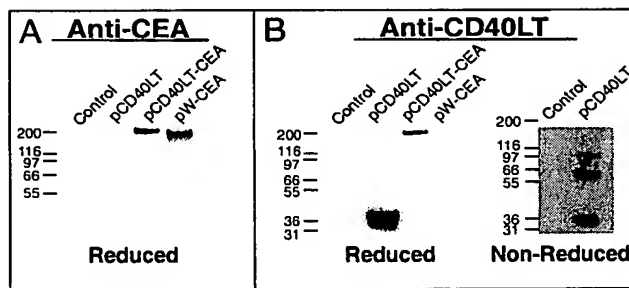 A
Anti-CEA
Control
pCD40LT
pCD40LT-CEA
pW-CEA
200
116
97
66
55
Reduced
B
Anti-CD40LT
Control
pCD40LT
pCD40LT-CEA
pW-CEA
200
116
97
66
55
36
31
Reduced
Control
pCD40LT
200
116
97
66
55
36
31
Non-Reduced